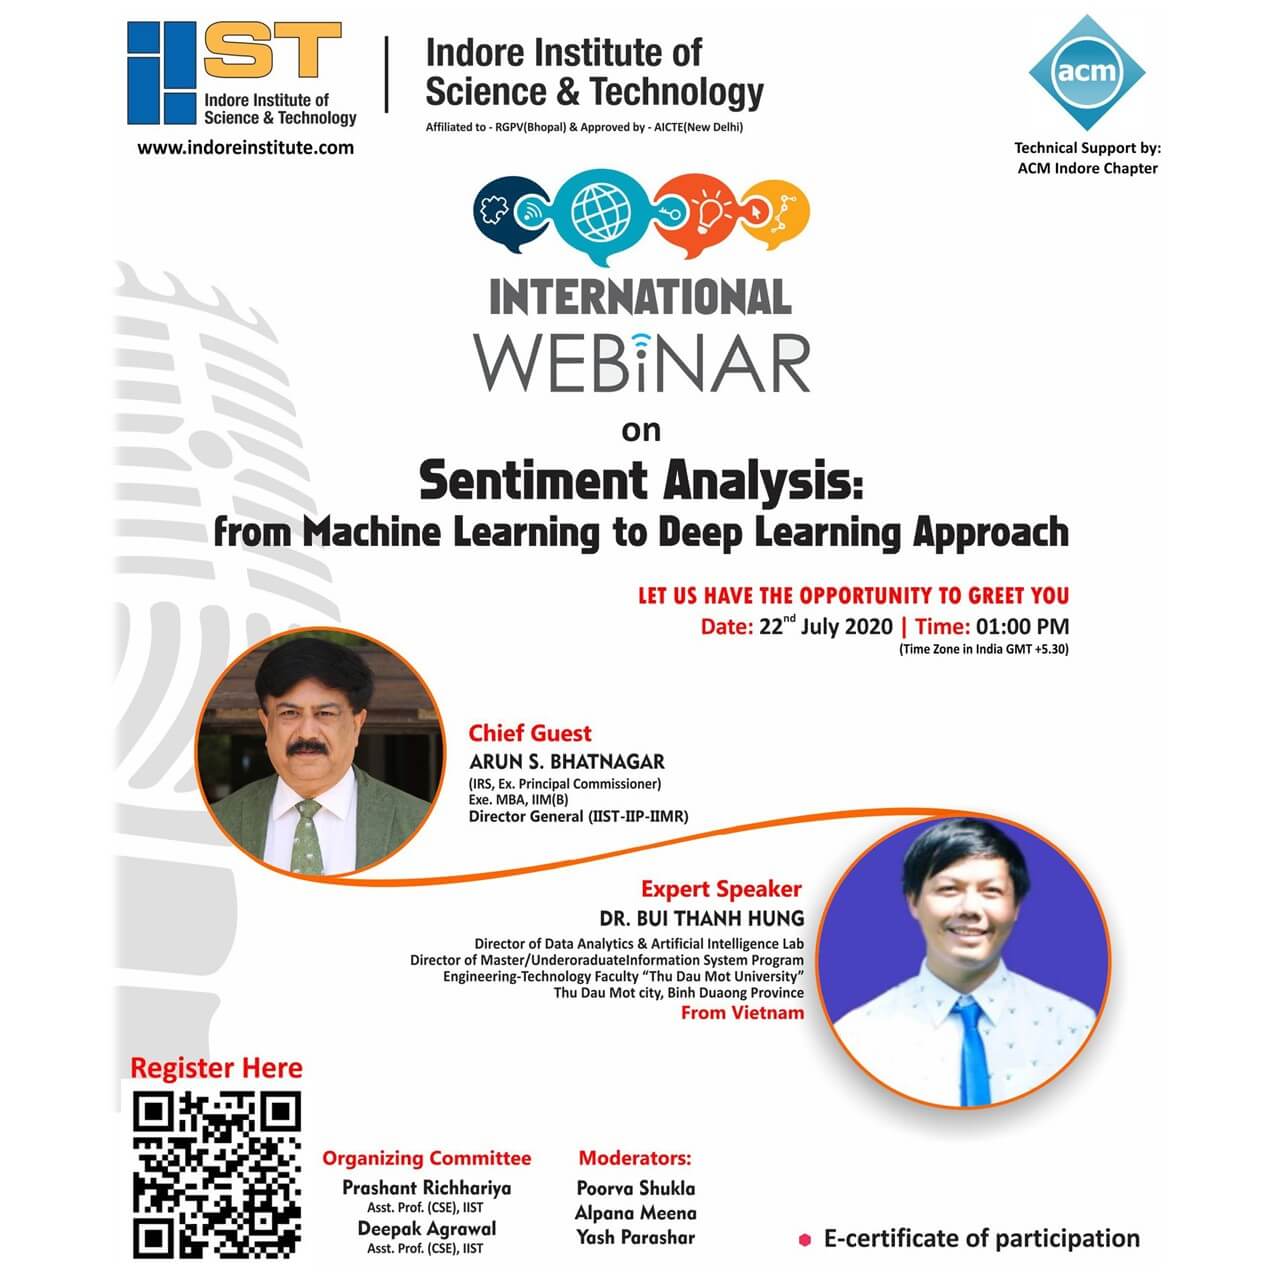 IIST
Indore Institute of
Science & Technology
www.indoreinstitute.com
Indore Institute of
Science & Technology
Affiliated to - RGPV(Bhopal) & Approved by - AICTE(New Delhi)
acm
Technical Support by:
ACM Indore Chapter
INTERNATIONAL
WEBiNAR
on
Sentiment Analysis:
from Machine Learning to Deep Learning Approach
LET US HAVE THE OPPORTUNITY TO GREET YOU
Date: 22nd July 2020 | Time: 01:00 PM
(Time Zone in India GMT +5.30)
Chief Guest
ARUN S. BHATNAGAR
(IRS, Ex. Principal Commissioner)
Exe. MBA, IIM(B)
Director General (IIST-IIP-IIMR)
Expert Speaker
DR. BUI THANH HUNG
Director of Data Analytics & Artificial Intelligence Lab
Director of Master/UnderoraduateInformation System Program
Engineering-Technology Faculty “Thu Dau Mot University”
Thu Dau Mot city, Binh Duaong Province
From Vietnam
Register Here
Organizing Committee
Prashant Richhariya
Asst. Prof. (CSE), IIST
Deepak Agrawal
Asst. Prof. (CSE), IIST
Moderators:
Poorva Shukla
Alpana Meena
Yash Parashar
E-certificate of participation